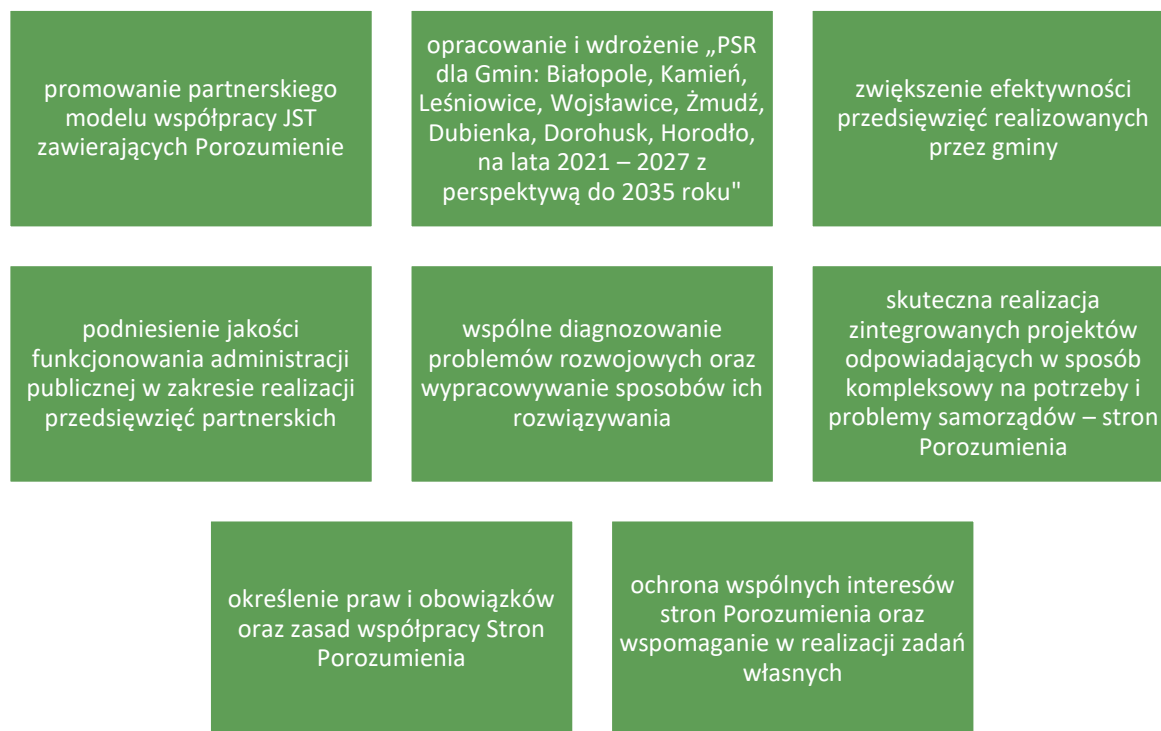 promowanie partnerskiego
modelu współpracy JST
zawierających Porozumienie
opracowanie i wdrożenie „PSR
dla Gmin: Białopole, Kamień,
Leśniowice, Wojsławice, Żmudź,
Dubienka, Dorohusk, Horodło,
na lata 2021 – 2027 z
perspektywą do 2035 roku"
zwiększenie efektywności
przedsięwzięć realizowanych
przez gminy
podniesienie jakości
funkcjonowania administracji
publicznej w zakresie realizacji
przedsięwzięć partnerskich
wspólne diagnozowanie
problemów rozwojowych oraz
wypracowywanie sposobów ich
rozwiązywania
skuteczna realizacja
zintegrowanych projektów
odpowiadających w sposób
kompleksowy na potrzeby i
problemy samorządów – stron
Porozumienia
określenie praw i obowiązków
oraz zasad współpracy Stron
Porozumienia
ochrona wspólnych interesów
stron Porozumienia oraz
wspomaganie w realizacji zadań
własnych